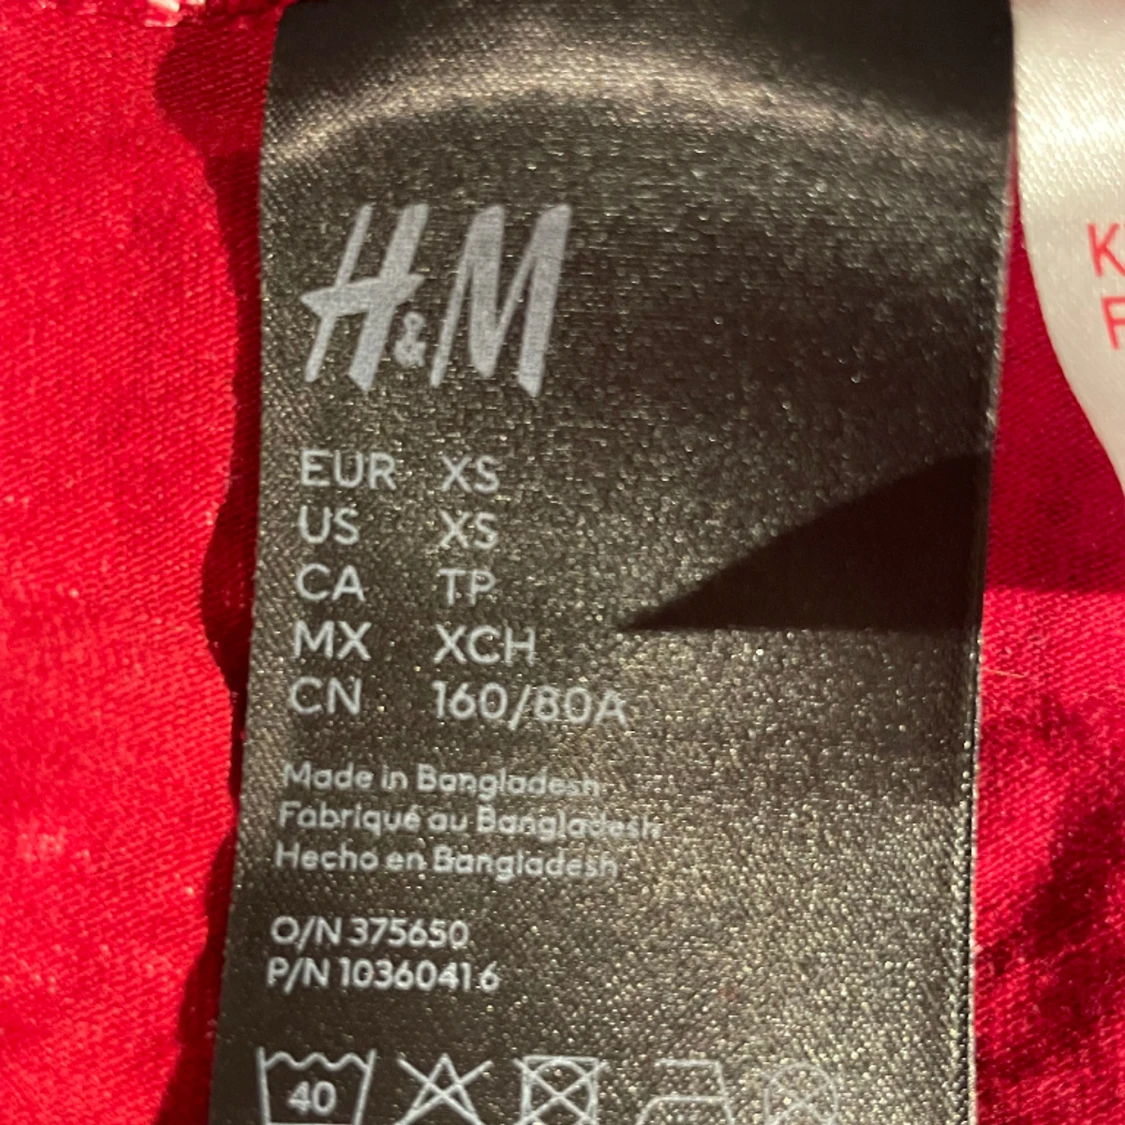 H&M
EUR XS
US XS
CA TP
MX XCH
CN 160/80A
Made in Bangladesh
Fabriqué au Bangladesh
Hecho en Bangladesh
O/N 375650
P/N 10360416
40
K
F